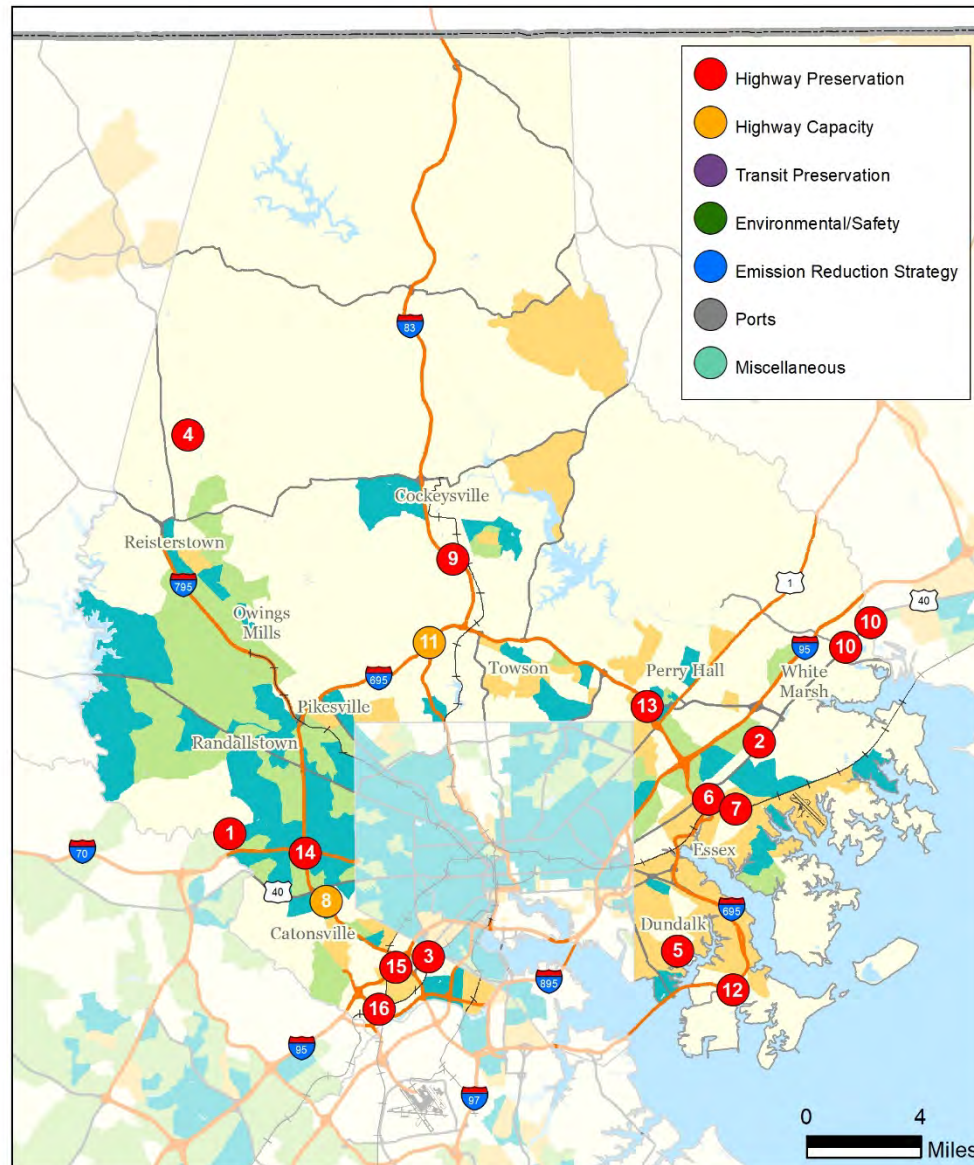 Highway Preservation
Highway Capacity
Transit Preservation
Environmental/Safety
Emission Reduction Strategy
Ports
Miscellaneous
83
4
Cockeysville
Reisterstown
9
795
1
40
Owings
Mills
10
11
95
10
Towson
Perry Hall
White
Marsh
695
Pikesville
13
Randallstown
2
6
7
1
Essex
70
14
40
8
695
Catonsville
Dundalk
5
3
15
895
12
16
95
97
0 4
Miles